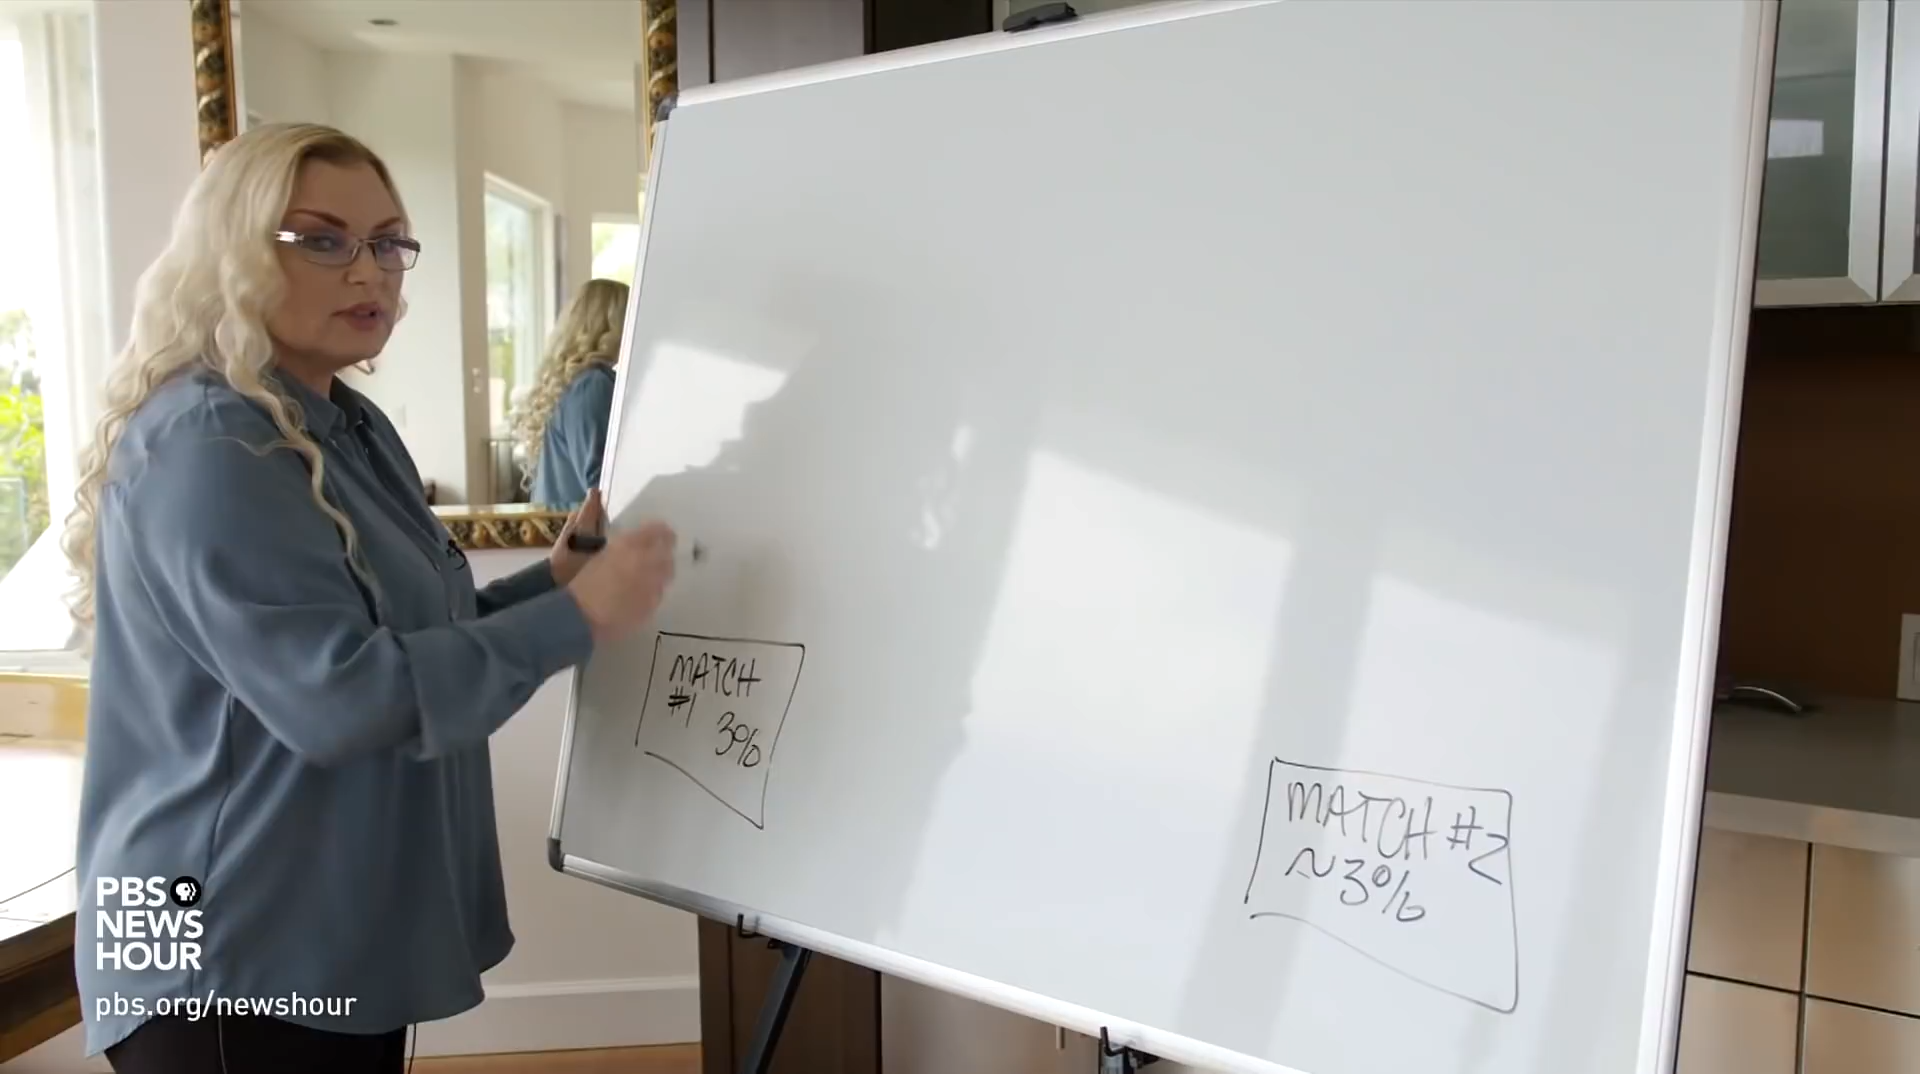 MATCH
#1 3%
MATCH #2
~3%
PBS
NEWS
HOUR
pbs.org/newshour